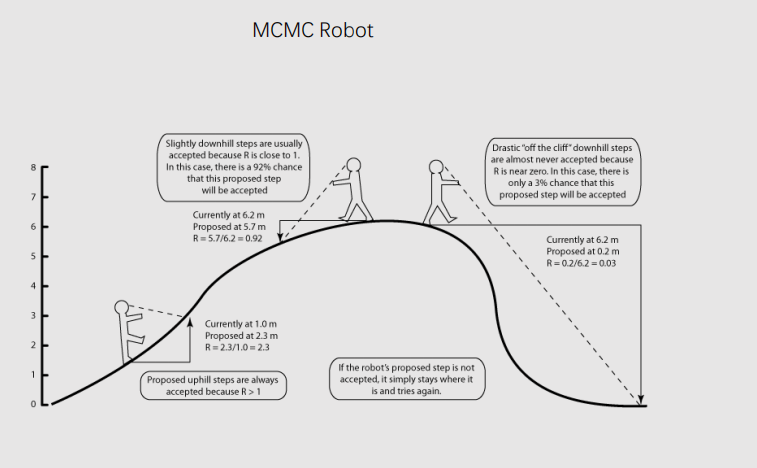 MCMC Robot
Slightly downhill steps are usually
accepted because R is close to 1.
In this case, there is a 92% chance
that this proposed step
will be accepted
Drastic "off the cliff" downhill steps
are almost never accepted because
R is near zero. In this case, there is
only a 3% chance that this
proposed step will be accepted
8
7
6
5
4
3
2
1
0
Currently at 6.2 m
Proposed at 5.7 m
R = 5.7/6.2 = 0.92
Currently at 6.2 m
Proposed at 0.2 m
R = 0.2/6.2 = 0.03
Currently at 1.0 m
Proposed at 2.3 m
R = 2.3/1.0 = 2.3
Proposed uphill steps are always
accepted because R > 1
If the robot's proposed step is not
accepted, it simply stays where it
is and tries again.